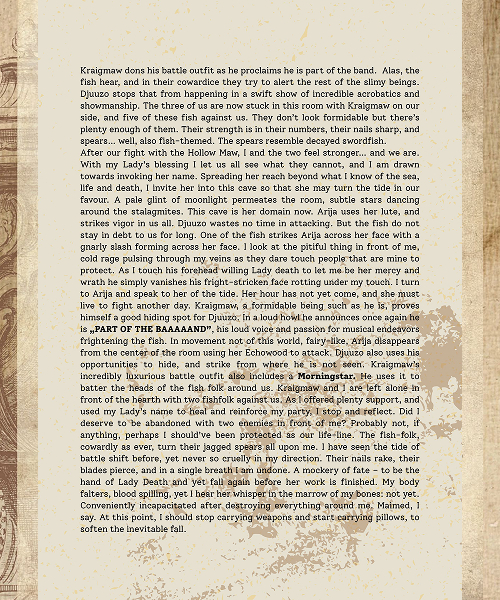 Kraigmaw dons his battle outfit as he proclaims he is part of the band. Alas, the
fish hear, and in their cowardice they try to alert the rest of the slimy beings.
Djuuzo stops that from happening in a swift show of incredible acrobatics and
showmanship. The three of us are now stuck in this room with Kraigmaw on our
side, and five of these fish against us. They don't look formidable but there's
plenty enough of them. Their strength is in their numbers, their nails sharp, and
spears... well, also fish-themed. The spears resemble decayed swordfish.
After our fight with the Hollow Maw, I and the two feel stronger... and we are.
With my Lady's blessing I let us all see what they cannot, and I am drawn
towards invoking her name. Spreading her reach beyond what I know of the sea,
life and death, I invite her into this cave so that she may turn the tide in our
favour. A pale glint of moonlight permeates the room, subtle stars dancing
around the stalagmites. This cave is her domain now. Arija uses her lute, and
strikes vigor in us all. Djuuzo wastes no time in attacking. But the fish do not
stay in debt to us for long. One of the fish strikes Arija across her face with a
gnarly slash forming across her face. I look at the pitiful thing in front of me,
cold rage pulsing through my veins as they dare touch people that are mine to
protect. As I touch his forehead willing Lady death to let me be her mercy and
wrath he simply vanishes his fright-stricken fade rotting under my touch. I turn
to Arija and speak to her of the tide. Her hour has not yet come, and she must
live to fight another day. Kraigmaw, a formidable being such as he is, proves
himself a good hiding spot for Djuuzo. In a loud howl he announces once again he
is „PART OF THE BAAAAAND", his loud voice and passion for musical endeavors
frightening the fish. In movement not of this world, fairy-like, Arija disappears
from the center of the room using her Echowood to attack. Djuuzo also uses his
opportunities to hide, and strike from where he is not seen. Kraigmaw's
incredibly luxurious battle outfit also includes a Morningstar. He uses it to
batter the heads of the fish folk around us. Kraigmaw and I are left alone in
front of the hearth with two fishfolk against us. As I offered plenty support, and
used my Lady's name to heal and reinforce my party, I stop and reflect. Did I
deserve to be abandoned with two enemies in front of me? Probably not, if
anything, perhaps I should've been protected as our life-line. The fish-folk,
cowardly as ever, turn their jagged spears all upon me. I have seen the tide of
battle shift before, yet never so cruelly in my direction. Their nails rake, their
blades pierce, and in a single breath I am undone. A mockery of fate – to be the
hand of Lady Death and yet fall again before her work is finished. My body
falters, blood spilling, yet I hear her whisper in the marrow of my bones: not yet.
Conveniently incapacitated after destroying everything around me. Maimed, I
say. At this point, I should stop carrying weapons and start carrying pillows, to
soften the inevitable fall.